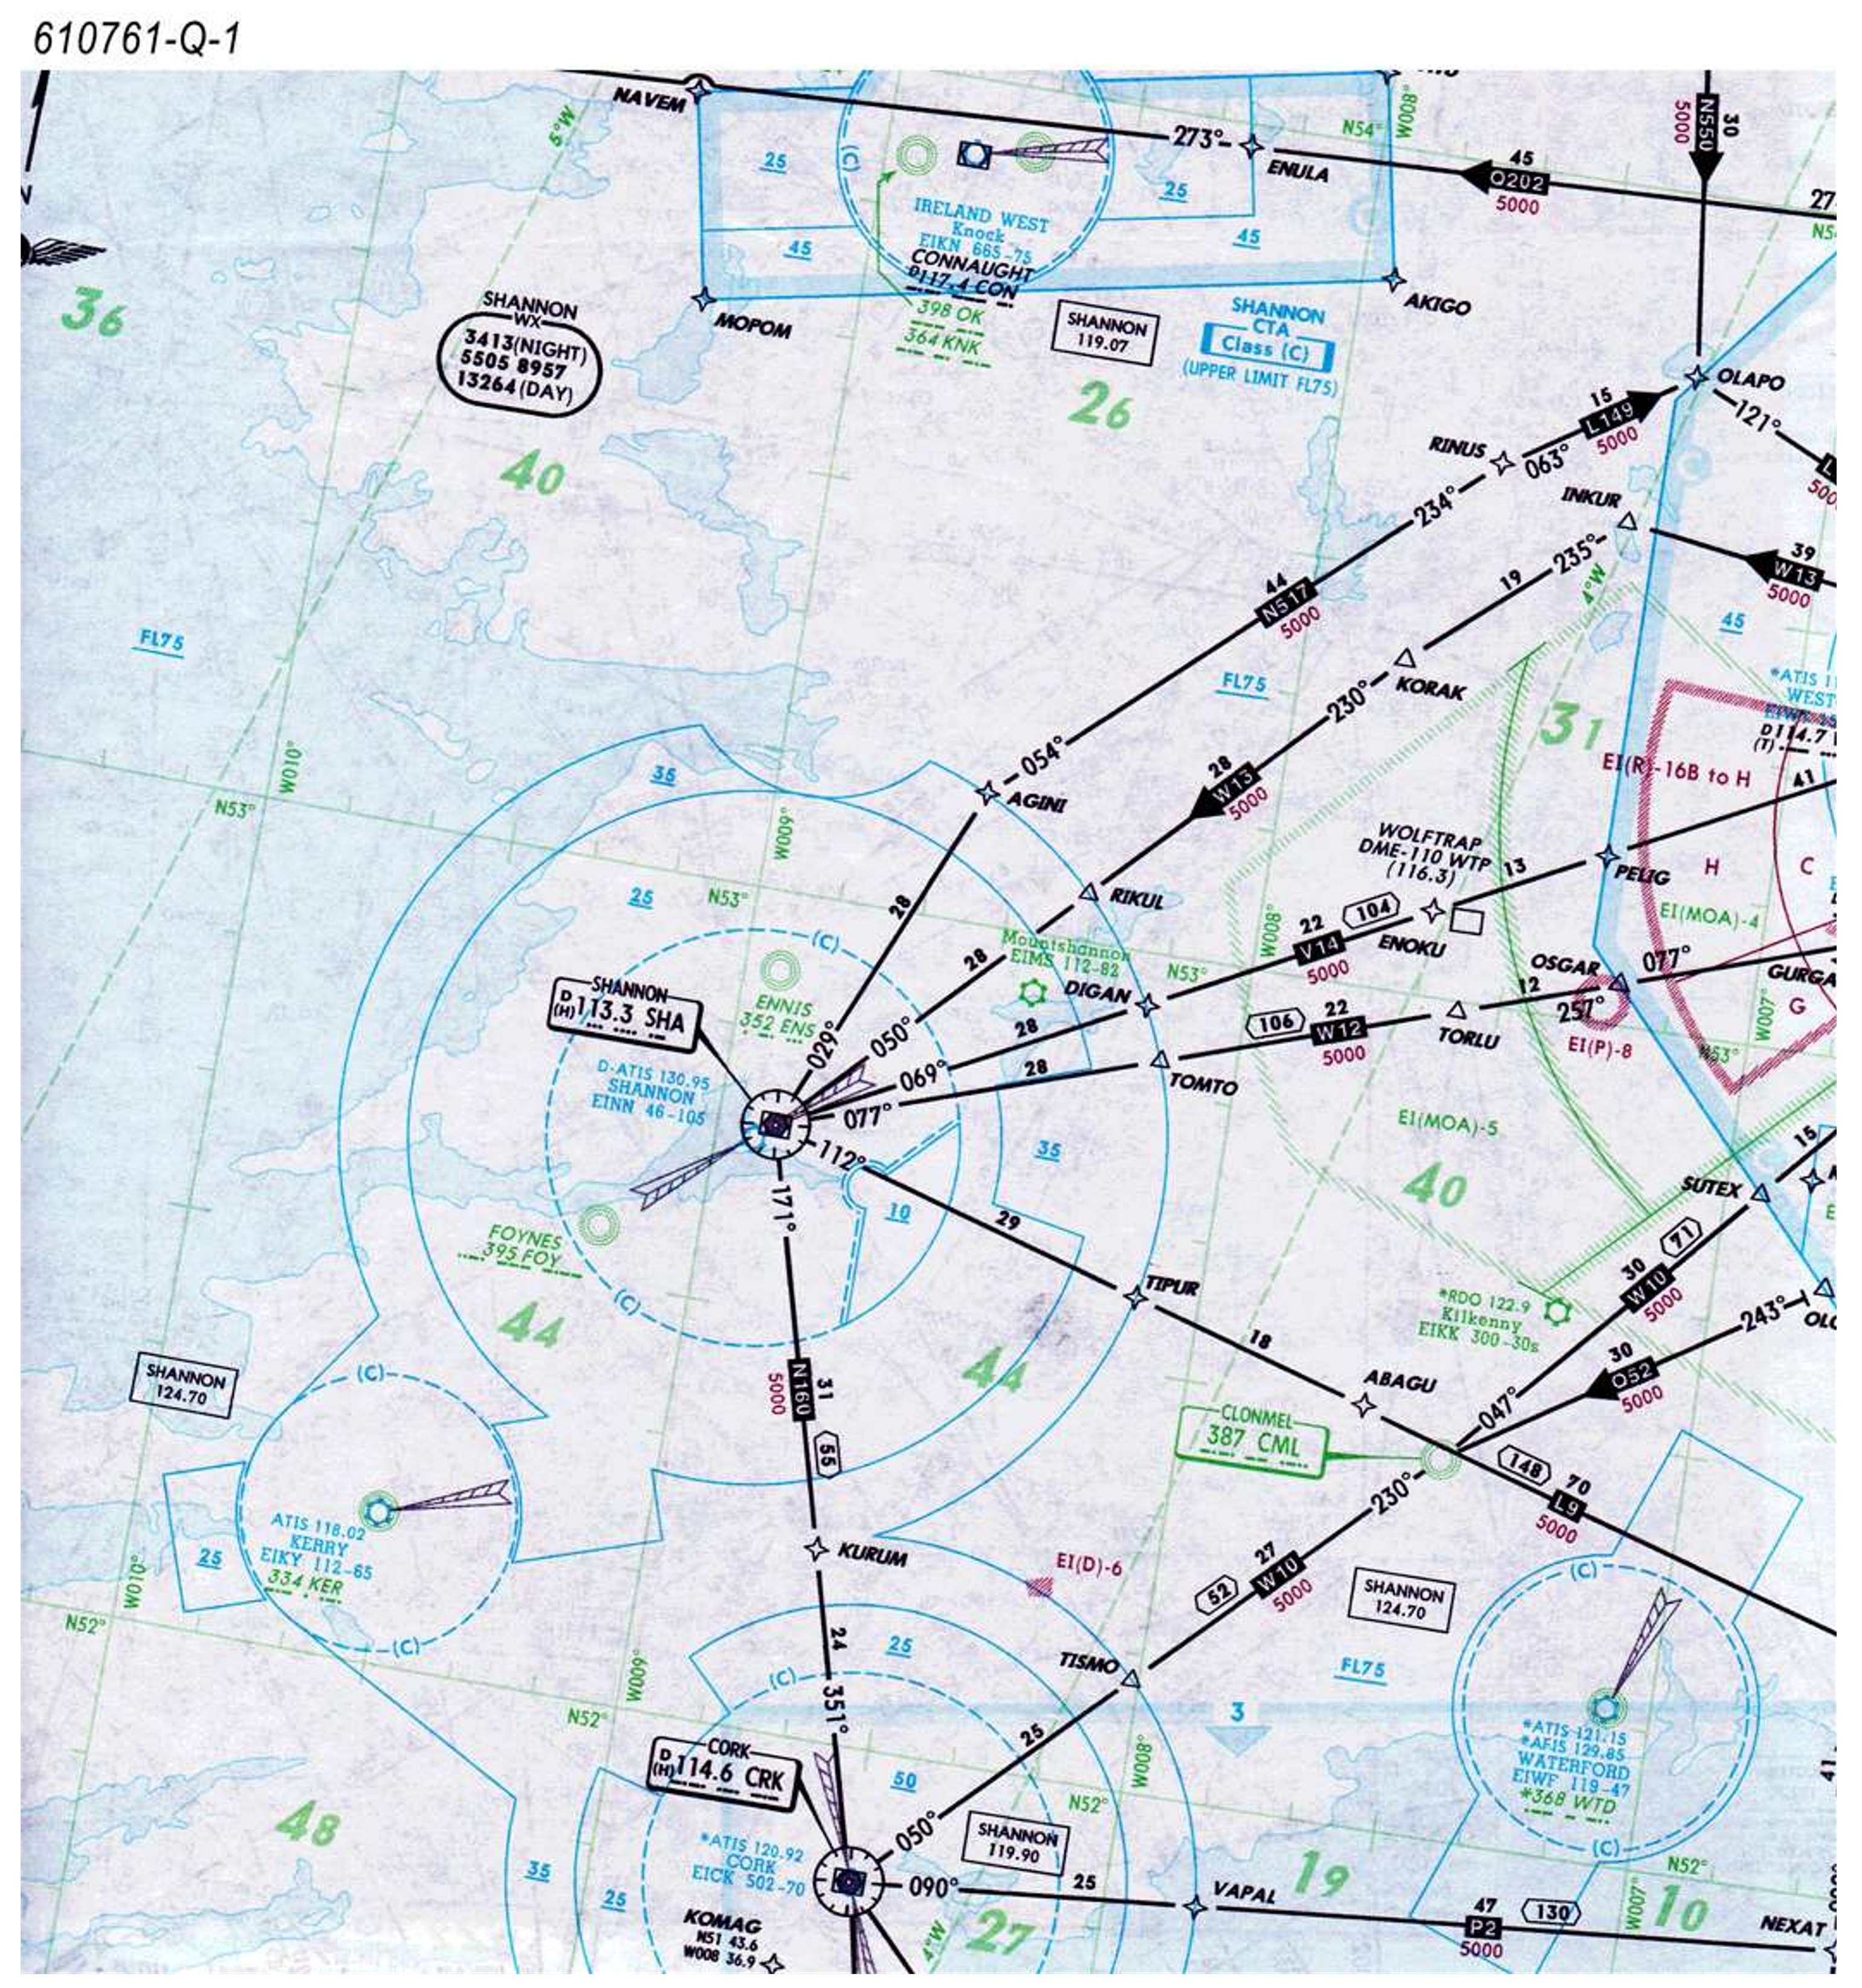 610761-Q-1
NAVEM
5°W
25
(C)
273°
ENULA
25
N54°
W008°
N550
5000
30
45
Q202
5000
27
N5
IRELAND WEST
Knock
EIKN 665-75
CONNAUGHT
D117.4 CON
398 OK
364 KNK
45
45
MOPOM
AKIGO
36
SHANNON
WX
3413(NIGHT)
5505 8957
13264(DAY)
SHANNON
119.07
SHANNON
CTA
Class (C)
(UPPER LIMIT FL75)
26
40
OLAPO
121°
15
L149
5000
RINUS
063°
C
L
500
INKUR
234°
235°
39
W13
5000
19
4°W
44
N517
5000
45
FL75
FL75
KORAK
230°
31
*ATIS 11
WEST
D114.7
(T)
EI(R)-16B to H
41
W010°
35
N53°
054°
AGINI
28
W13
5000
W009°
W008°
WOLFTRAP
DME-110 WTP
(116.3)
13
PELIG
H
C
25
N53°
28
RIKUL
22
V14
5000
104
ENOKU
EI(MOA)-4
(C)
Mountshannon
EIMS 112-82
28
N53°
DIGAN
OSGAR
077°
GURGA
G
W007°
SHANNON
D
(H)113.3 SHA
ENNIS
352 ENS
029°
050°
28
106
22
W12
5000
12
257°
TORLU
EI(P)-8
N53°
D-ATIS 130.95
SHANNON
EINN 46-105
069°
28
077°
TOMTO
112°
35
EI(MOA)-5
40
15
SUTEX
171°
10
29
FOYNES
395 FOY
(C)
TIPUR
71
30
W10
5000
*RDO 122.9
Kilkenny
EIKK 300-30s
243°
OLO
44
18
44
SHANNON
124.70
(C)
N160
5000
31
55
ABAGU
30
Q52
5000
047°
CLONMEL
387 CML
148
70
L9
5000
230°
ATIS 118.02
KERRY
EIKY 112-65
334 KER
25
W010°
N52°
(C)
KURUM
EI(D)-6
27
W10
5000
52
SHANNON
124.70
(C)
24
25
(C)
TISMO
FL75
W009°
N52°
351°
3
25
W008°
*ATIS 121.15
*AFIS 129.85
WATERFORD
EIWF 119-47
*368 WTD
CORK
D
(H)114.6 CRK
50
N52°
41
48
050°
SHANNON
119.90
(C)
*ATIS 120.92
CORK
EICK 502-70
35
25
090°
25
VAPAL
19
N52°
W007°
10
47
P2
5000
130
NEXAT
KOMAG
N51 43.6
W008 36.9
4°W
27